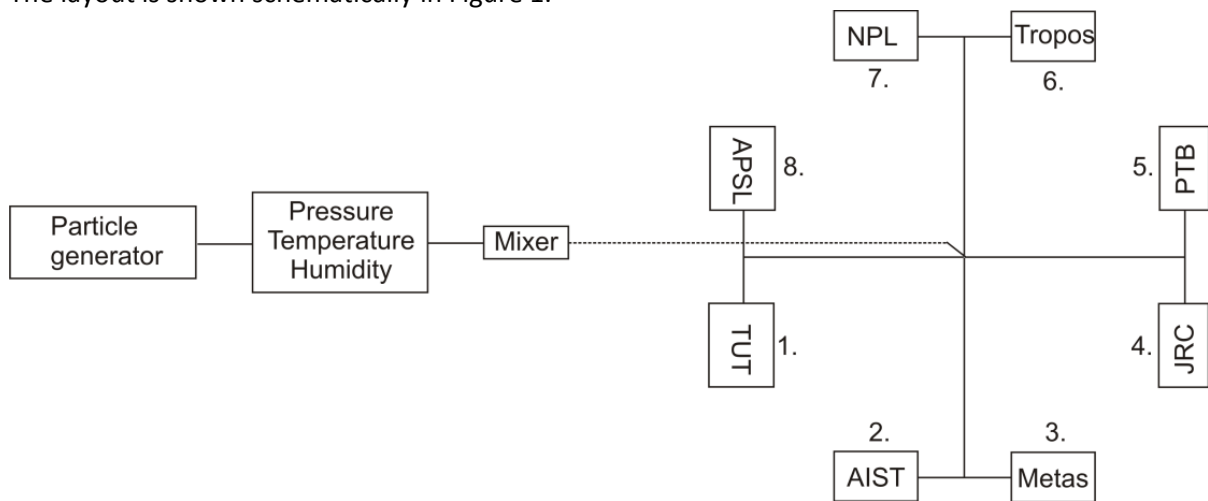 The layout is shown schematically in Figure 1.
NPL
Tropos
7.
6.
APSL
8.
5.
PTB
Particle
generator
Pressure
Temperature
Humidity
Mixer
TUT
1.
4.
JRC
2.
3.
AIST
Metas